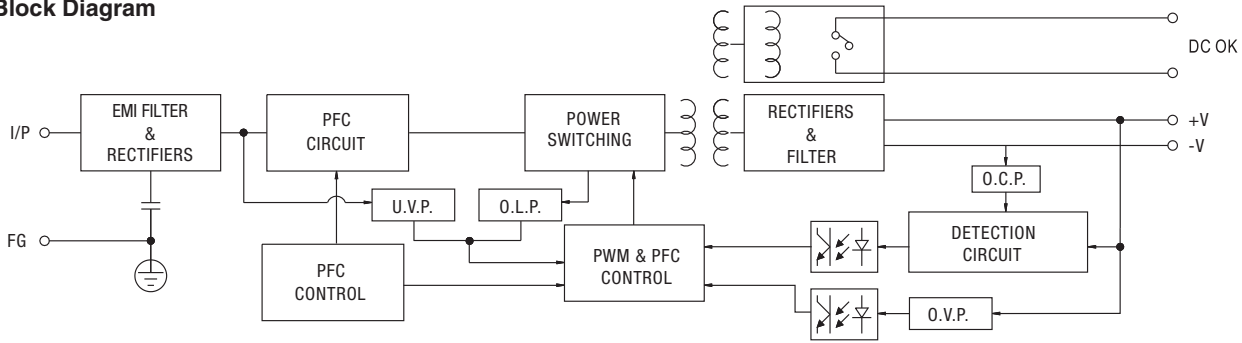 Block Diagram
DC OK
I/P
EMI FILTER
&
RECTIFIERS
PFC
CIRCUIT
POWER
SWITCHING
RECTIFIERS
&
FILTER
+V
-V
U.V.P.
O.L.P.
O.C.P.
FG
PFC
CONTROL
PWM & PFC
CONTROL
DETECTION
CIRCUIT
O.V.P.